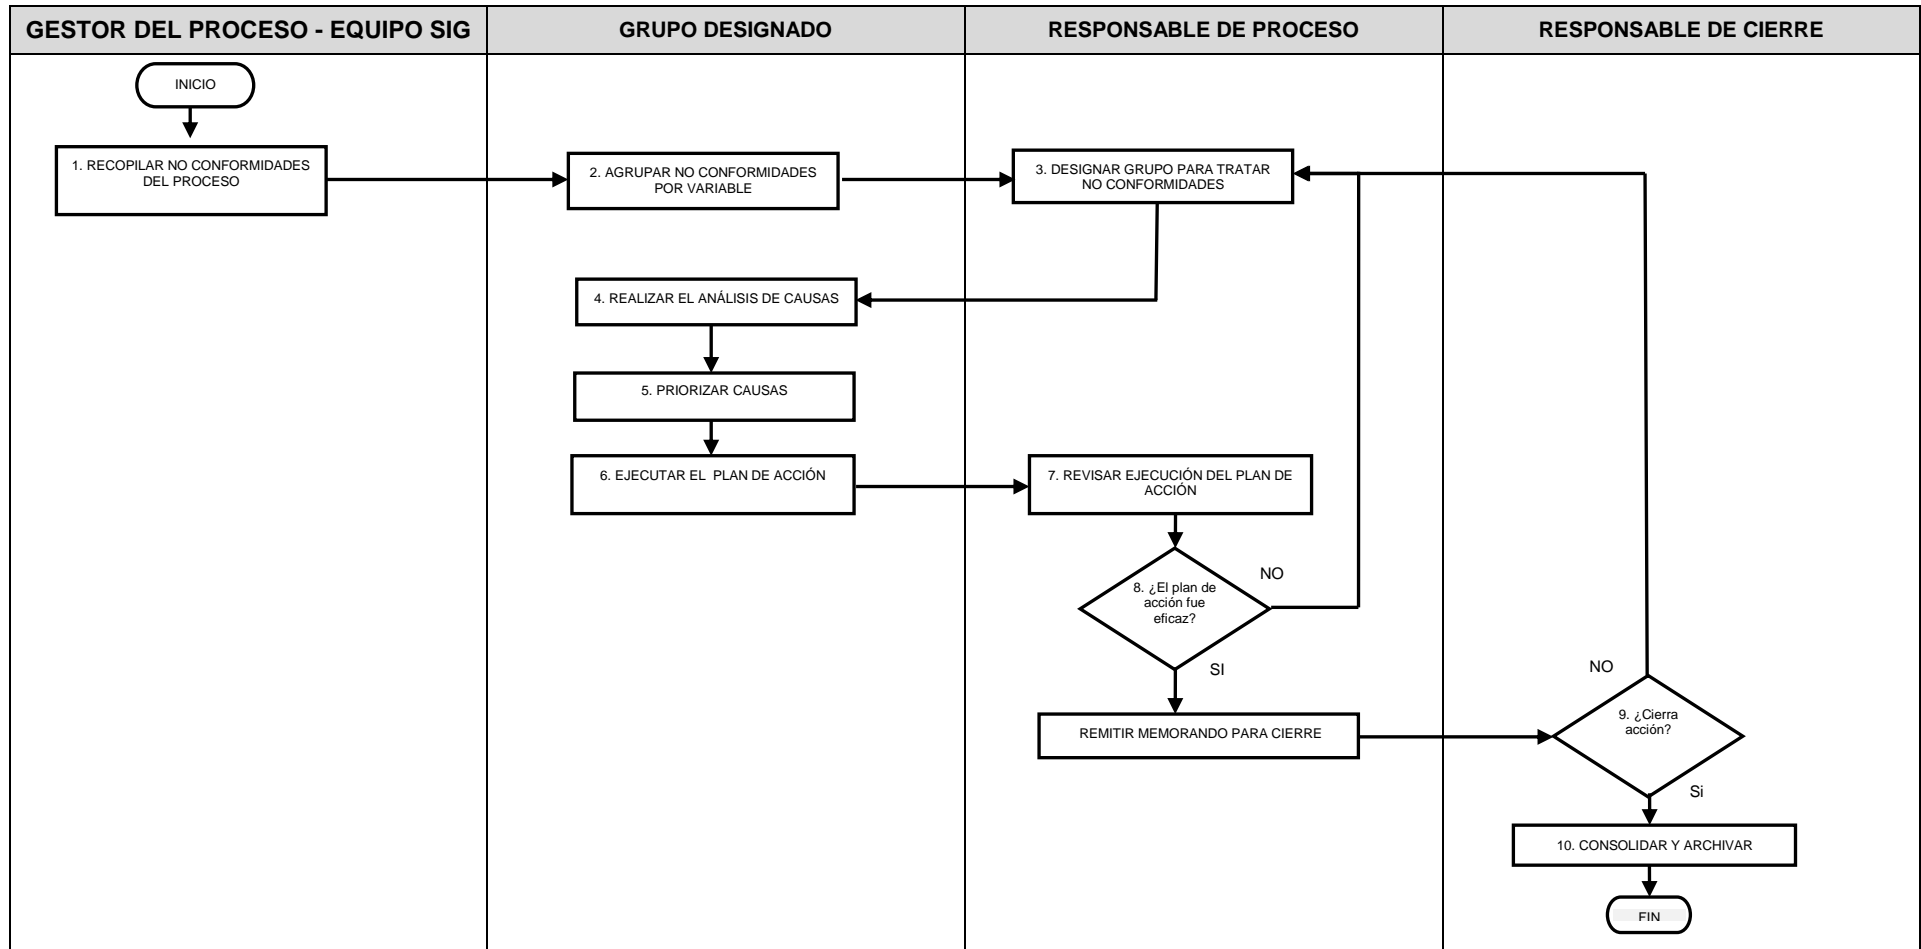 GESTOR DEL PROCESO - EQUIPO SIG
GRUPO DESIGNADO
RESPONSABLE DE PROCESO
RESPONSABLE DE CIERRE
INICIO
1. RECOPILAR NO CONFORMIDADES
DEL PROCESO
2. AGRUPAR NO CONFORMIDADES
POR VARIABLE
3. DESIGNAR GRUPO PARA TRATAR
NO CONFORMIDADES
4. REALIZAR EL ANÁLISIS DE CAUSAS
5. PRIORIZAR CAUSAS
6. EJECUTAR EL PLAN DE ACCIÓN
7. REVISAR EJECUCIÓN DEL PLAN DE
ACCIÓN
8. ¿El plan de
acción fue
eficaz?
NO
SI
REMITIR MEMORANDO PARA CIERRE
NO
9. ¿Cierra
acción?
Si
10. CONSOLIDAR Y ARCHIVAR
FIN